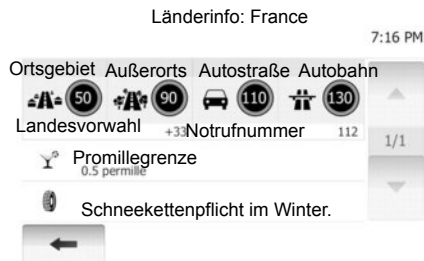 Länderinfo: France
7:16 PM
Ortsgebiet Außerorts Autostraße Autobahn
50 90 110 130
Landesvorwahl +33 Notrufnummer 112
1/1
Promillegrenze
0.5 permille
Schneekettenpflicht im Winter.